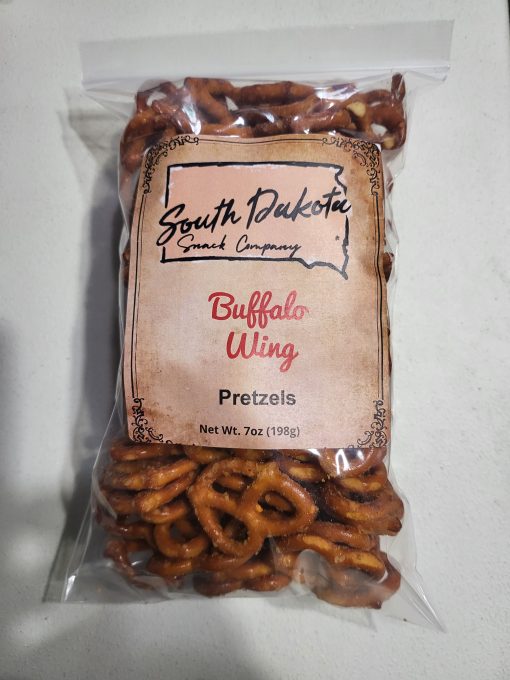 South Dakota
Snack Company
Buffalo
Wing
Pretzels
Net Wt. 7oz (198g)